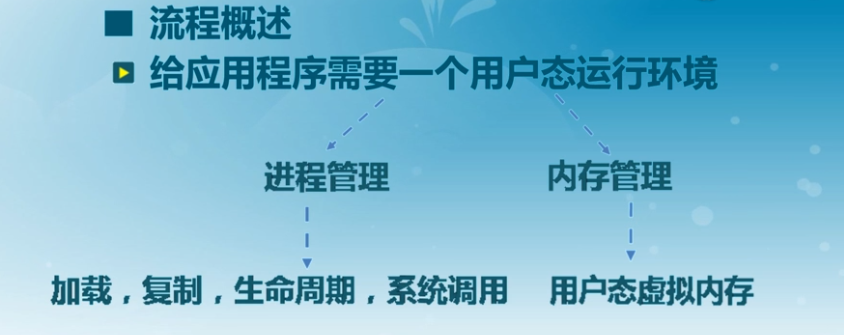 流程概述
给应用程序需要一个用户态运行环境
进程管理 内存管理
加载，复制，生命周期，系统调用 用户态虚拟内存